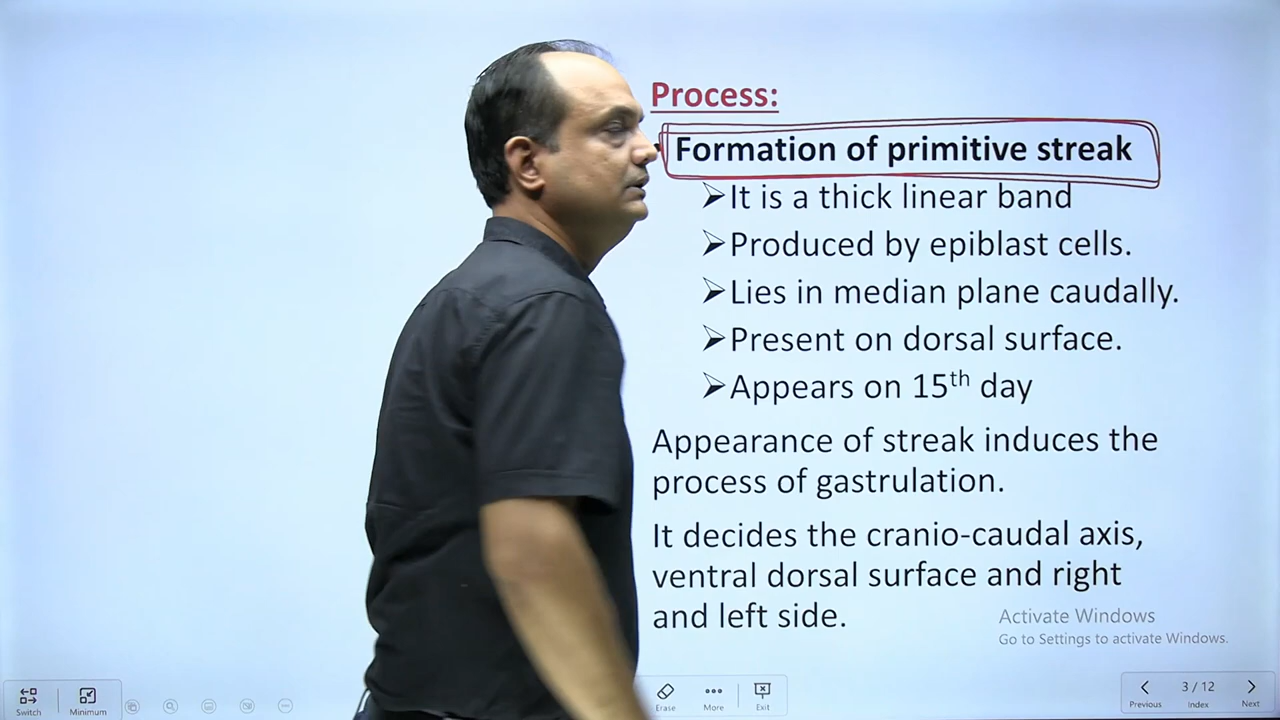 Process:
• Formation of primitive streak
➢It is a thick linear band
➢Produced by epiblast cells.
➢Lies in median plane caudally.
➢Present on dorsal surface.
➢Appears on 15th day
Appearance of streak induces the
process of gastrulation.
It decides the cranio-caudal axis,
ventral dorsal surface and right
and left side.
Activate Windows
Go to Settings to activate Windows.
Switch Minimum Erase More Exit Previous 3 / 12 Index Next